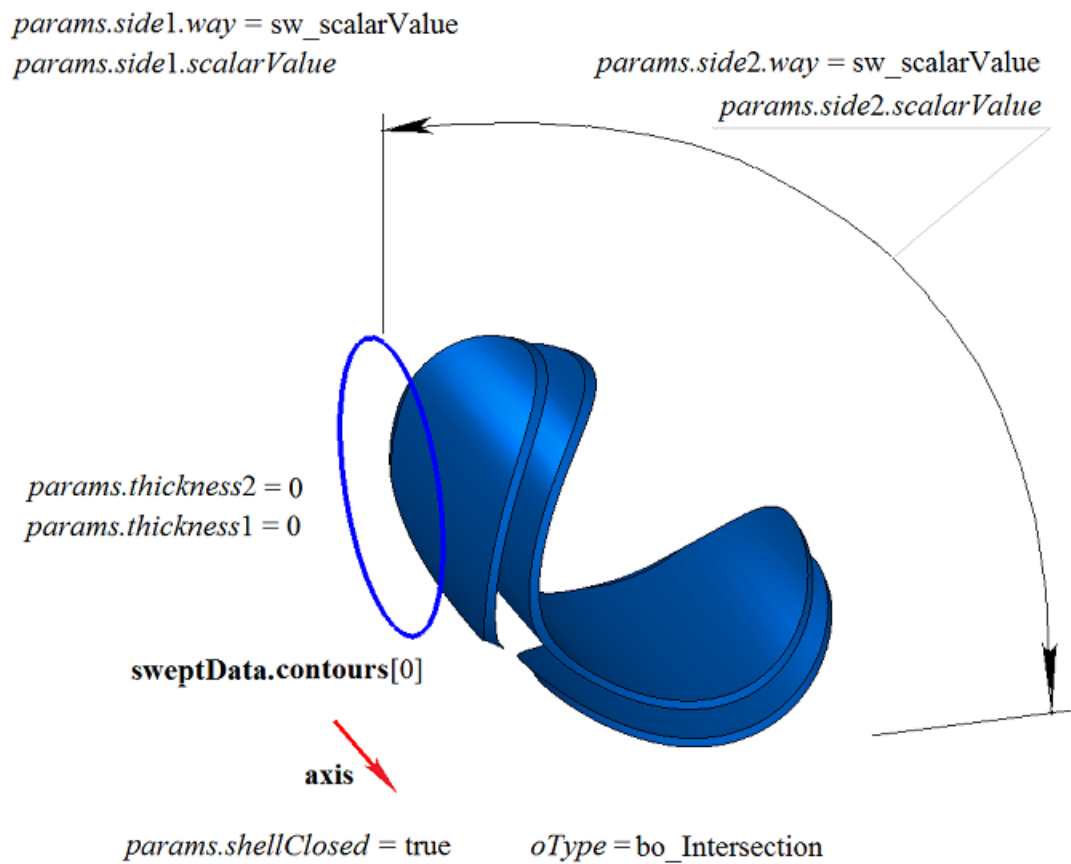 params.side1.way = sw_scalarValue
params.side1.scalarValue
params.side2.way = sw_scalarValue
params.side2.scalarValue
params.thickness2 = 0
params.thickness1 = 0
sweptData.contours[0]
axis
params.shellClosed = true oType = bo_Intersection